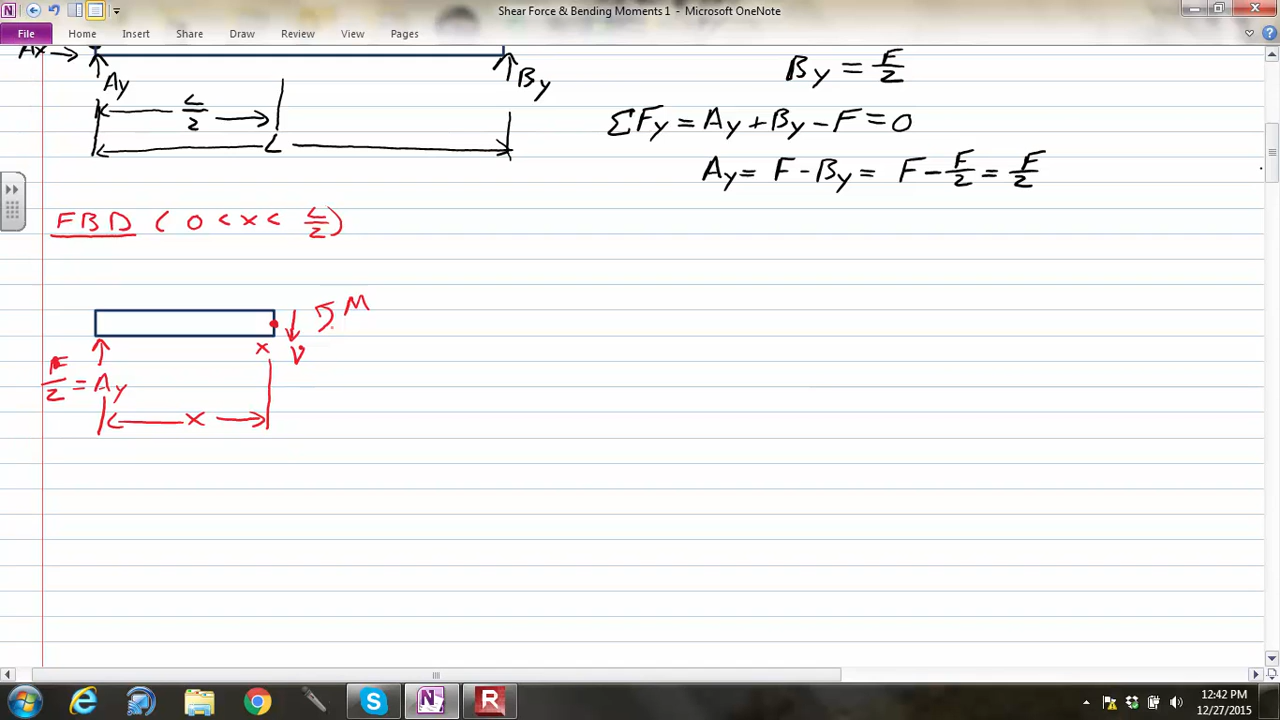 Shear Force & Bending Moments 1 - Microsoft OneNote
File Home Insert Share Draw Review View Pages
Ax →
Ay
By
L/2
L
By = F/2
ΣFy = Ay + By - F = 0
Ay = F - By = F - F/2 = F/2
FBD ( 0 < x < L/2 )
M
x
V
F/2 = Ay
x
12:42 PM
12/27/2015